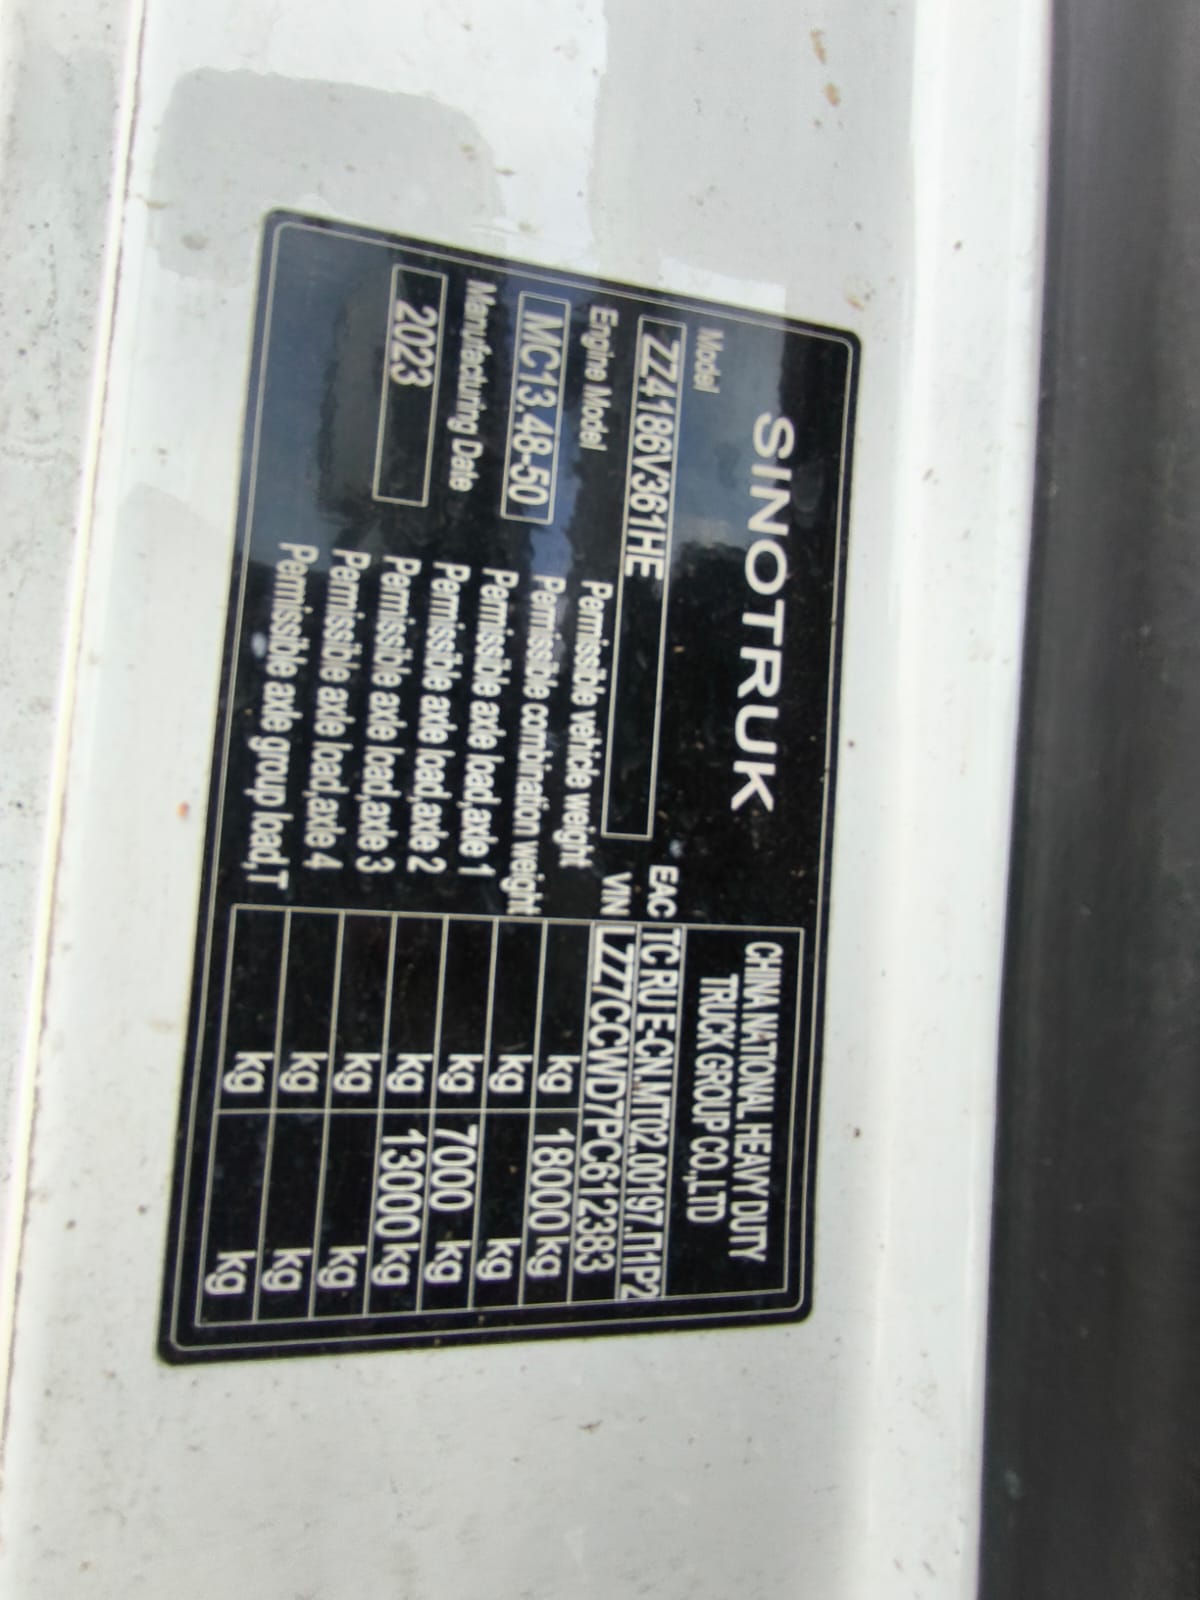 SINOTRUK
CHINA NATIONAL HEAVY DUTY
TRUCK GROUP CO.,LTD
Model
ZZ4186V361HE
EAC TC RU E-CN.MT02.00197.П1Р2
VIN LZZ7CCWD7PC612383
Engine Model
MC13.48-50
Manufacturing Date
2023
Permissible vehicle weight kg 18000 kg
Permissible combination weight kg kg
Permissible axle load,axle 1 kg 7000 kg
Permissible axle load,axle 2 kg 13000 kg
Permissible axle load,axle 3 kg kg
Permissible axle load,axle 4 kg kg
Permissible axle group load,T kg kg